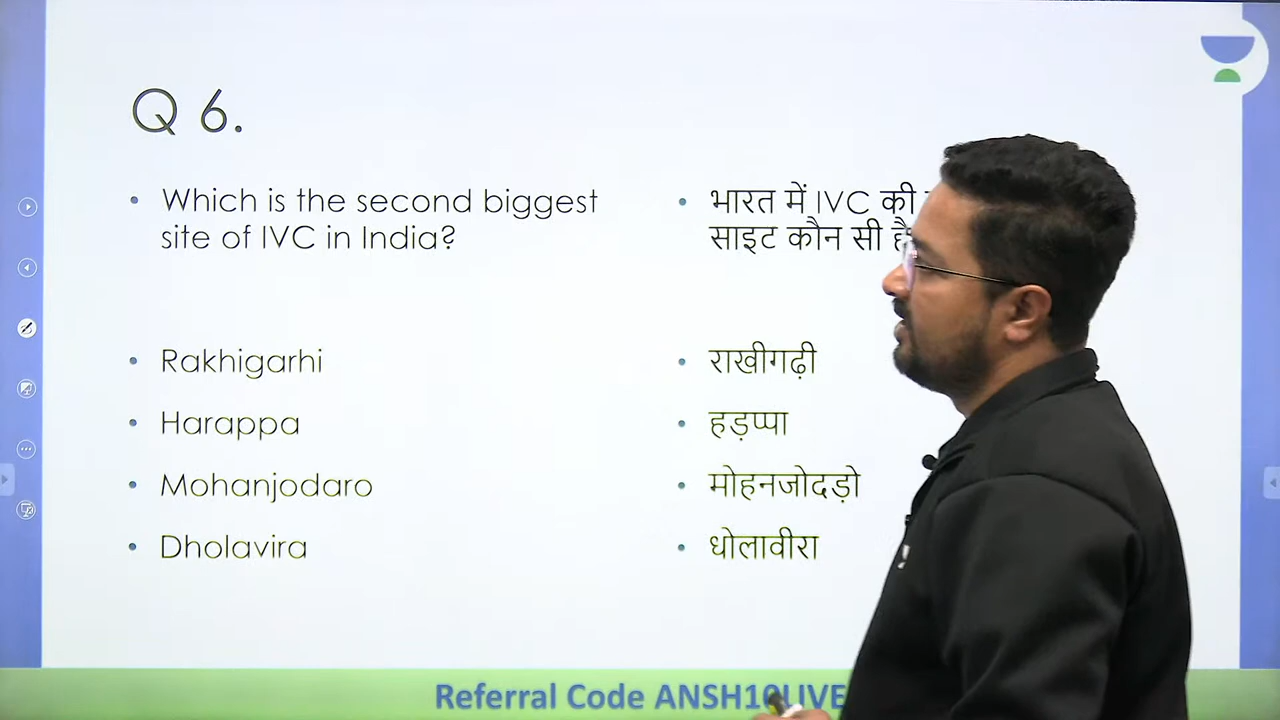 Q 6.
Which is the second biggest
site of IVC in India?
Rakhigarhi
Harappa
Mohanjodaro
Dholavira
भारत में IVC की
साइट कौन सी
राखीगढ़ी
हड़प्पा
मोहनजोदड़ो
धोलावीरा
Referral Code ANSH10LIVE